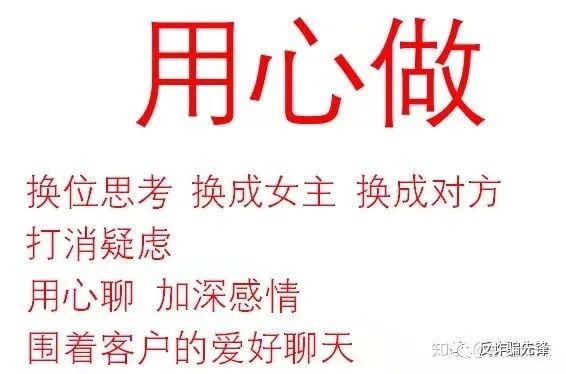 用心做
换位思考 换成女主 换成对方
打消疑虑
用心聊 加深感情
围着客户的爱好聊天
反诈骗先锋